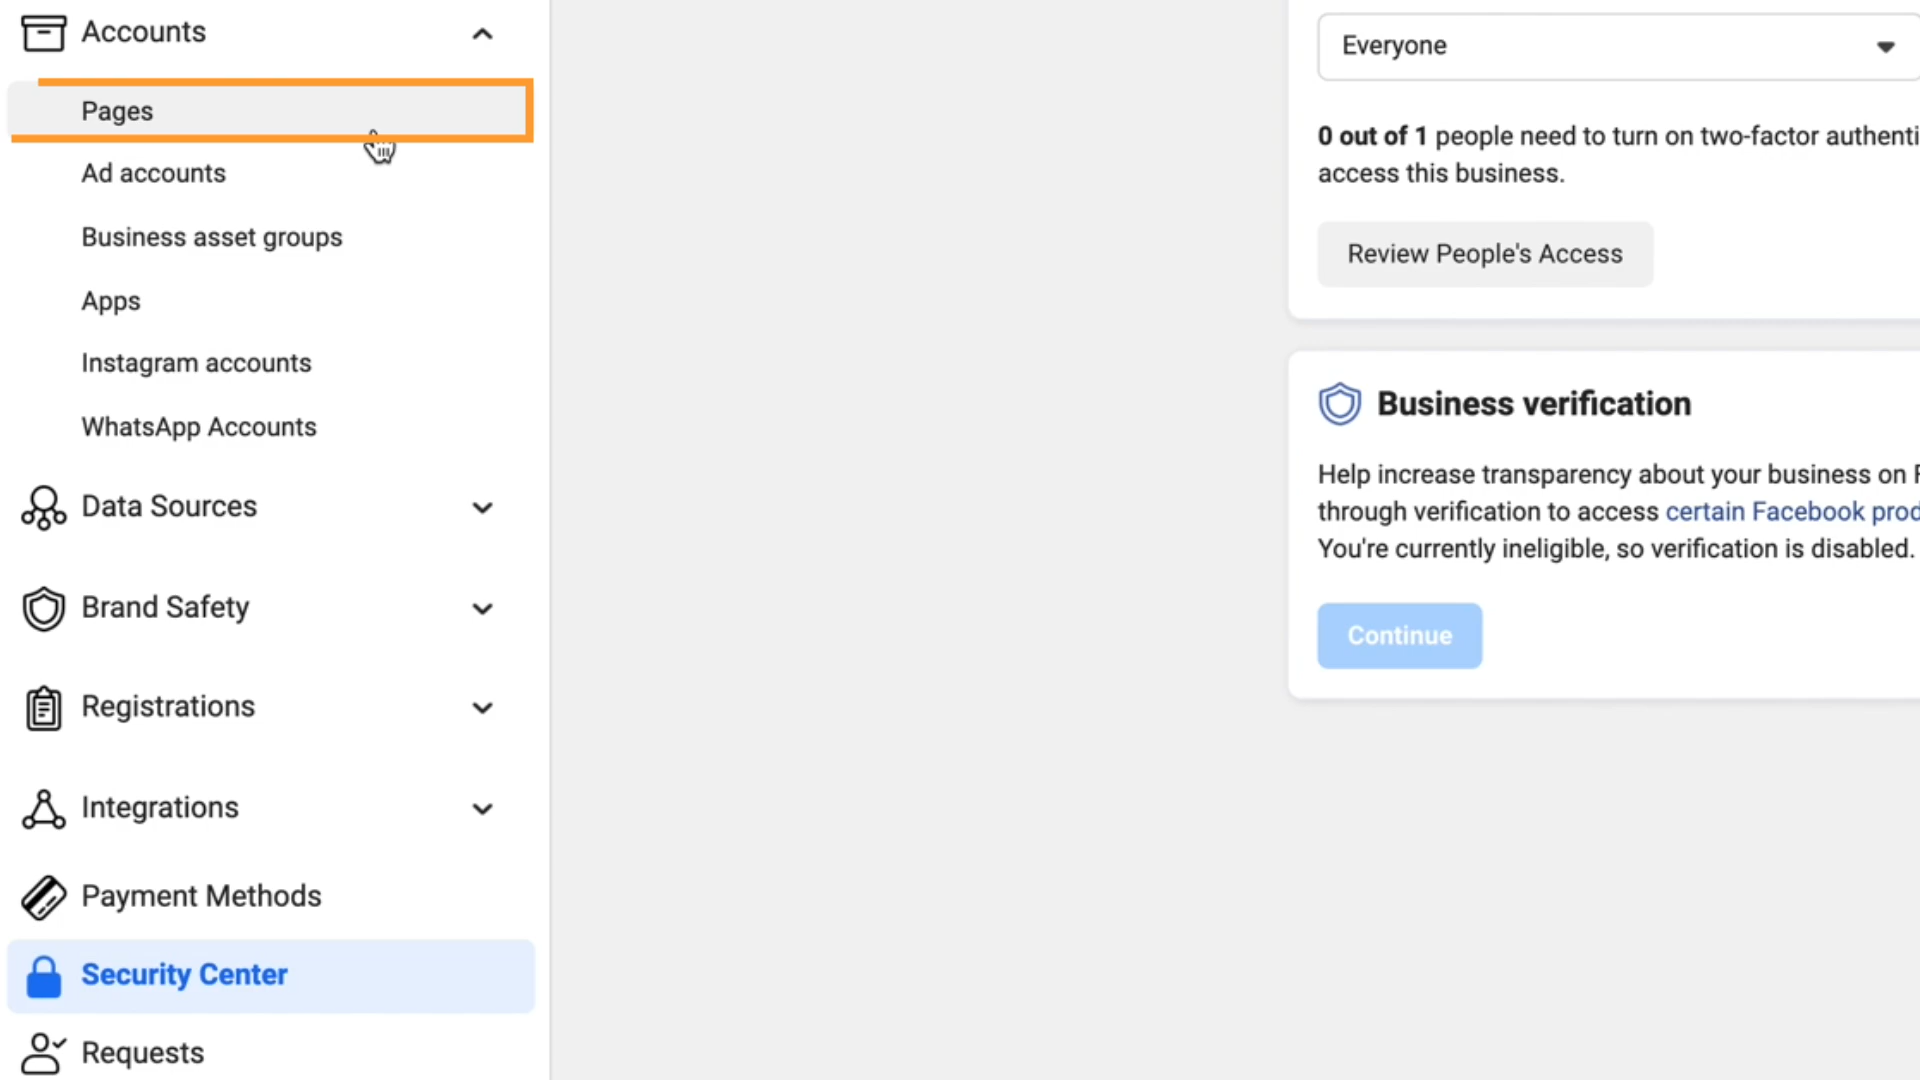 Accounts
Pages
Ad accounts
Business asset groups
Apps
Instagram accounts
WhatsApp Accounts
Data Sources
Brand Safety
Registrations
Integrations
Payment Methods
Security Center
Requests
Everyone
0 out of 1 people need to turn on two-factor authenti
access this business.
Review People's Access
Business verification
Help increase transparency about your business on F
through verification to access certain Facebook prod
You're currently ineligible, so verification is disabled.
Continue